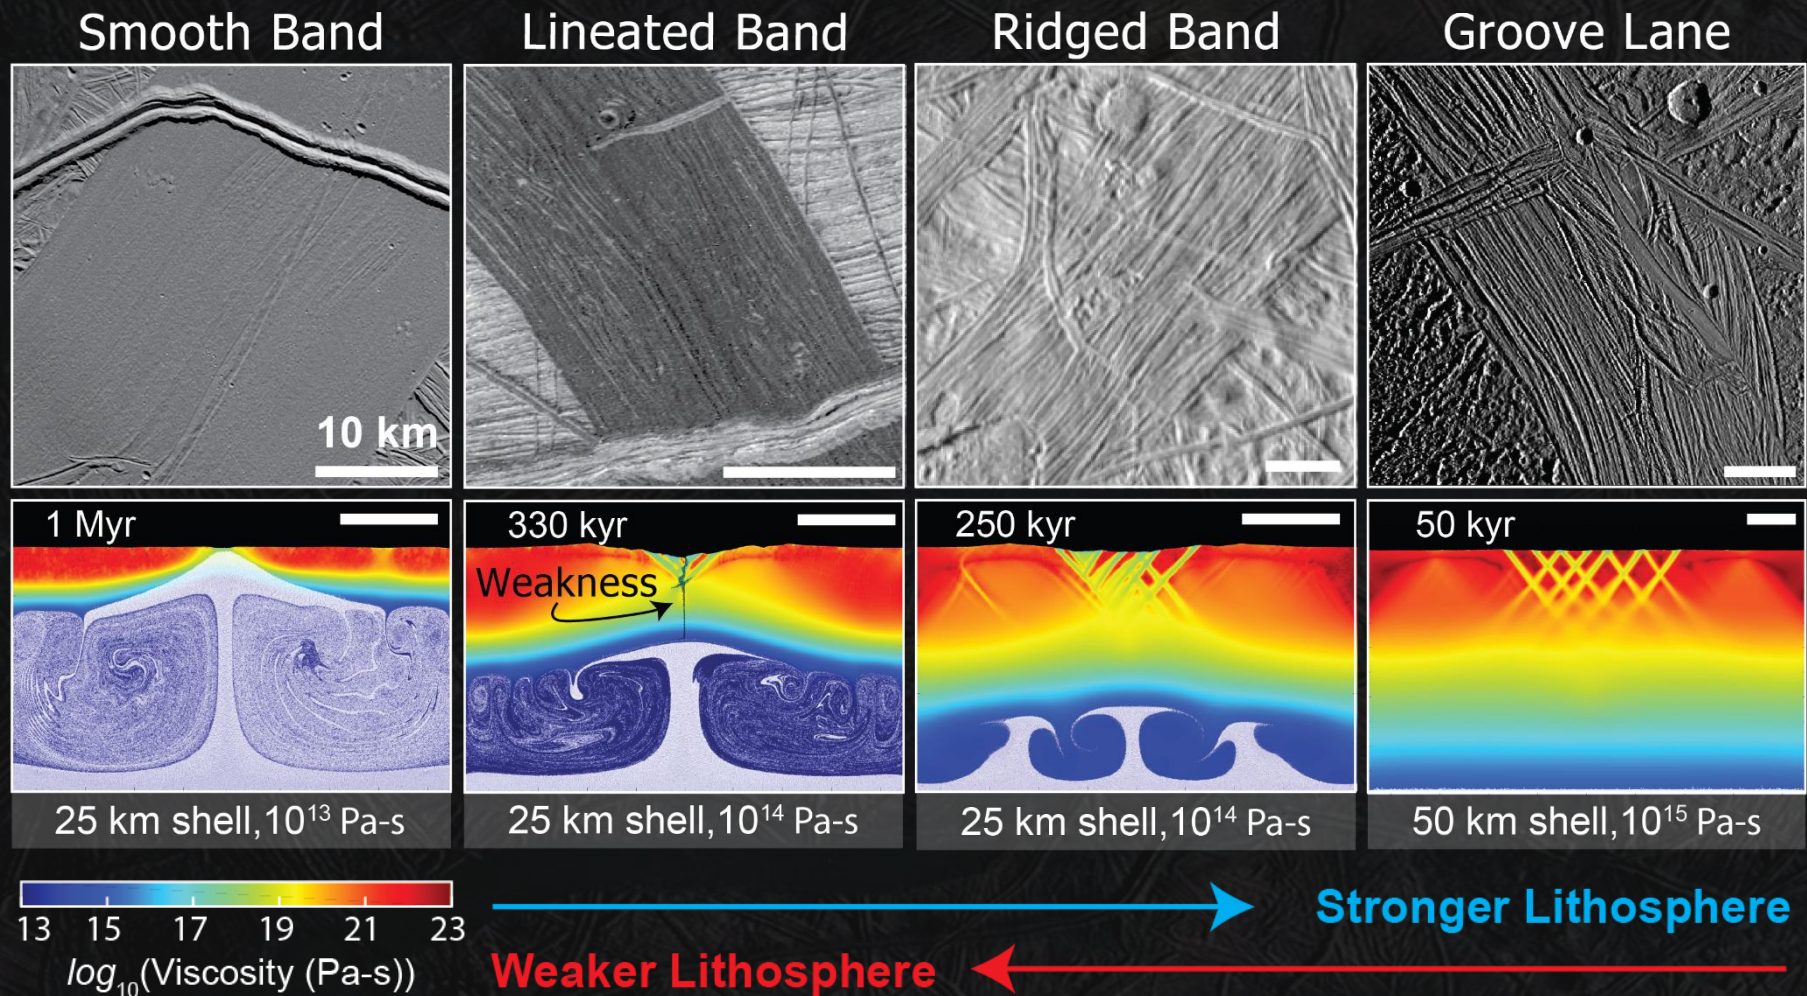 Smooth Band
Lineated Band
Ridged Band
Groove Lane
10 km
1 Myr
330 kyr
250 kyr
50 kyr
Weakness
25 km shell,10¹³ Pa-s
25 km shell,10¹⁴ Pa-s
25 km shell,10¹⁴ Pa-s
50 km shell,10¹⁵ Pa-s
13 15 17 19 21 23
log₁₀(Viscosity (Pa-s))
Stronger Lithosphere
Weaker Lithosphere